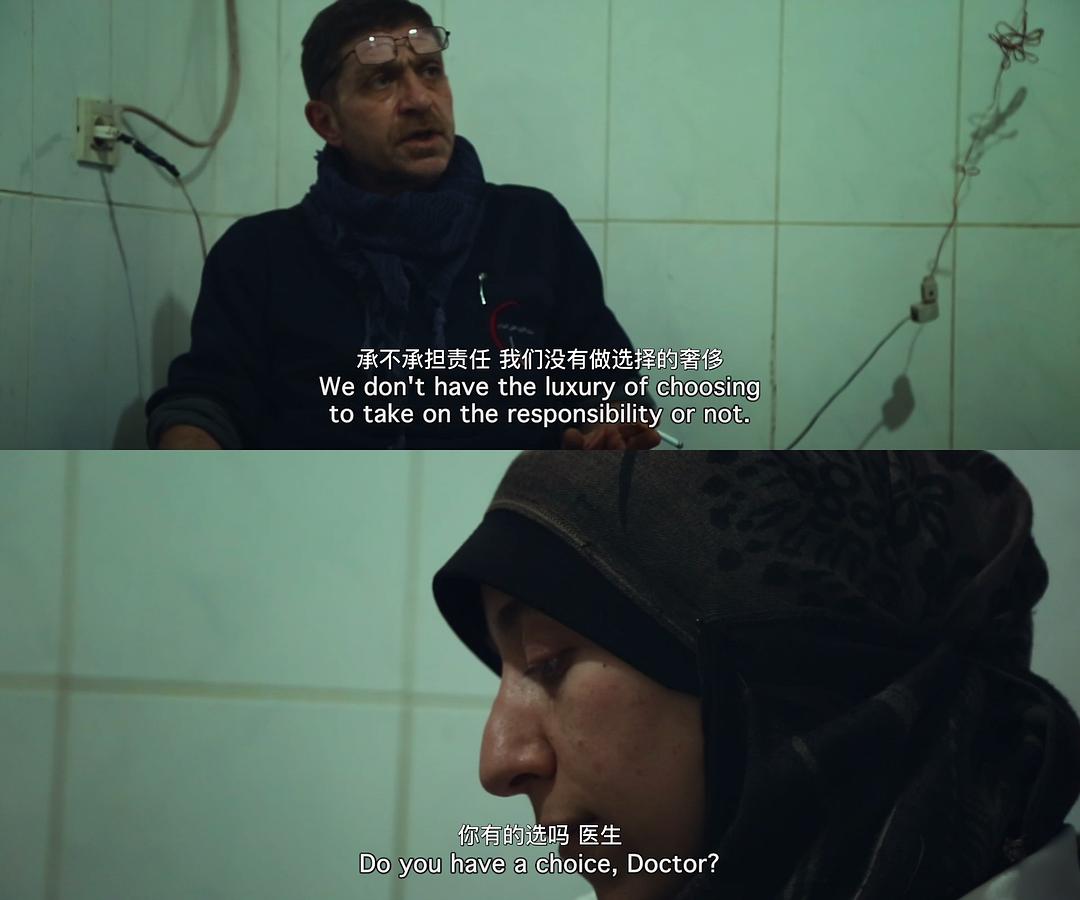 承不承担责任 我们没有做选择的奢侈
We don't have the luxury of choosing
to take on the responsibility or not.
你有的选吗 医生
Do you have a choice, Doctor?